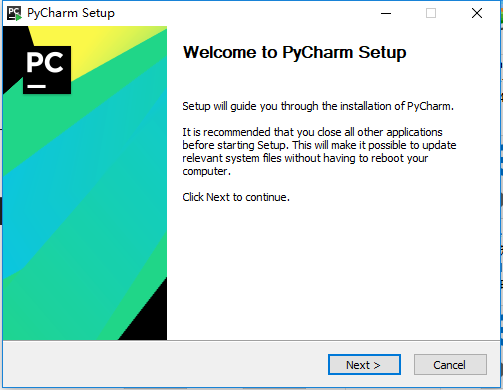 PyCharm Setup
PC
Welcome to PyCharm Setup
Setup will guide you through the installation of PyCharm.
It is recommended that you close all other applications
before starting Setup. This will make it possible to update
relevant system files without having to reboot your
computer.
Click Next to continue.
Next >
Cancel